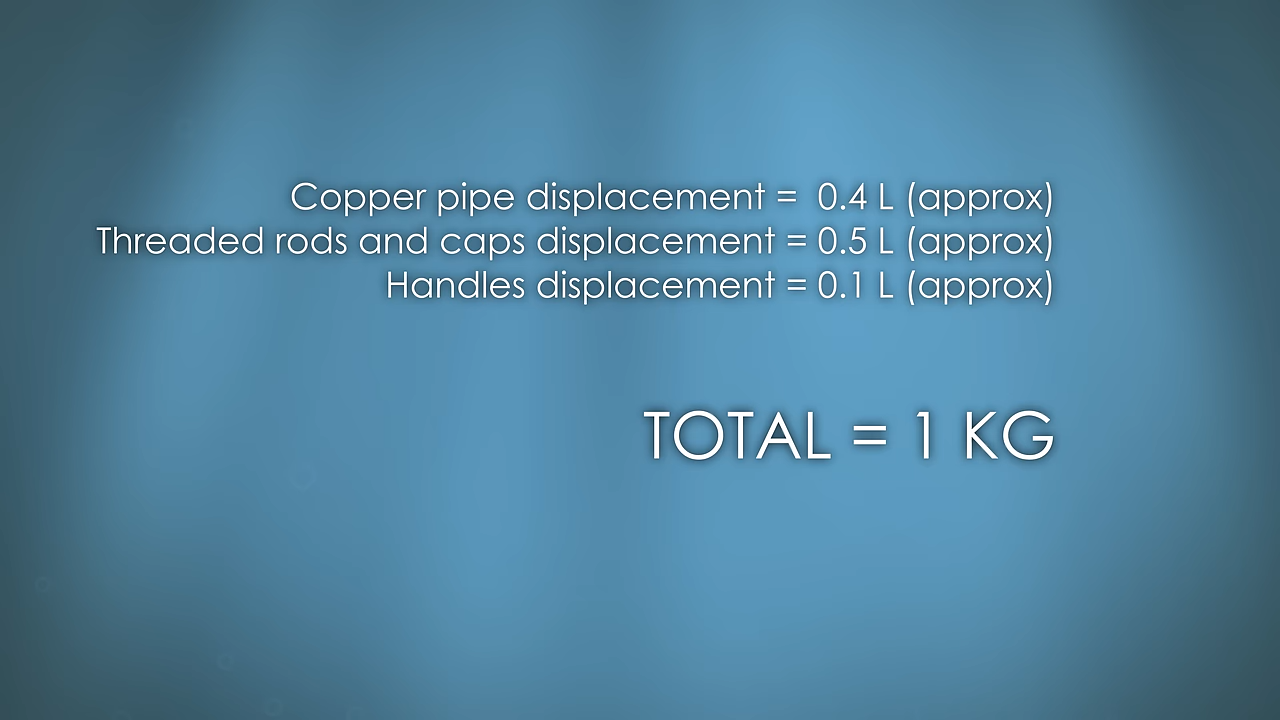 Copper pipe displacement = 0.4 L (approx)
Threaded rods and caps displacement = 0.5 L (approx)
Handles displacement = 0.1 L (approx)
TOTAL = 1 KG